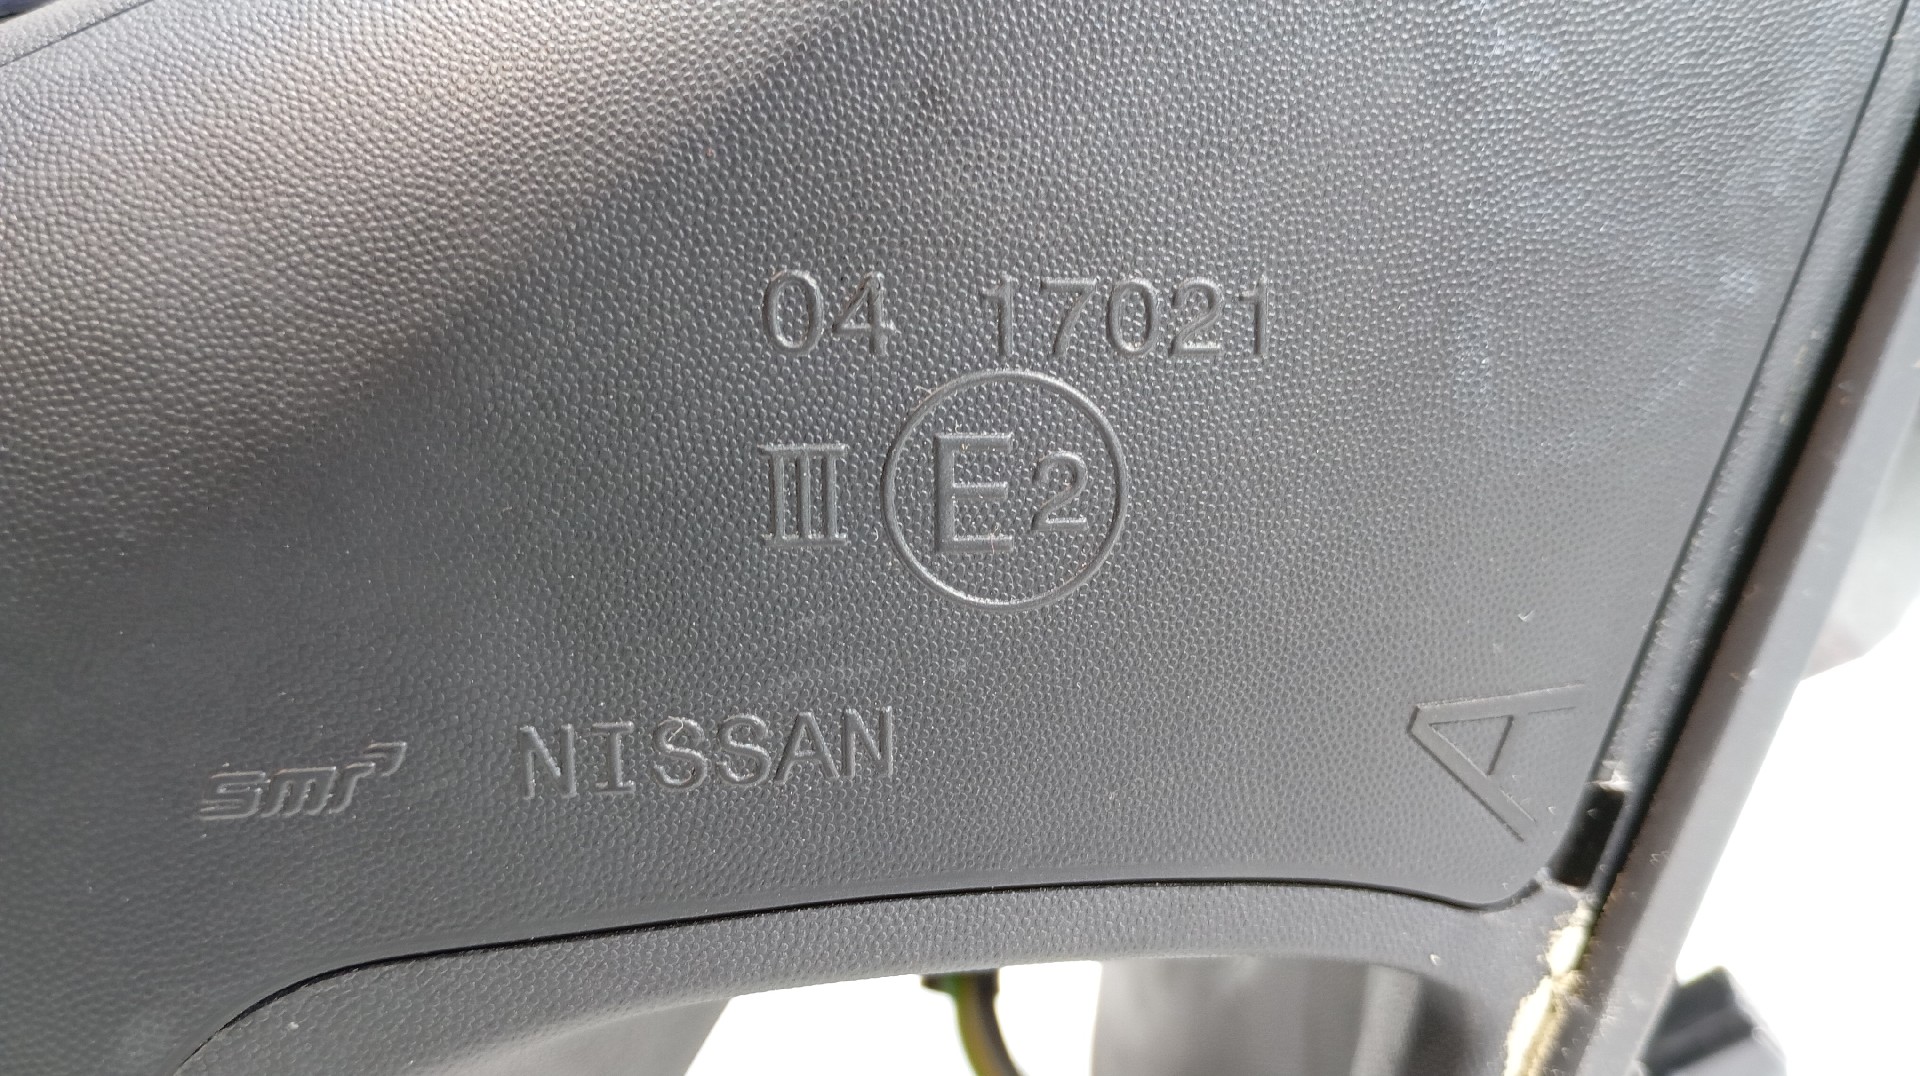 04 17021
III E2
smr NISSAN
A